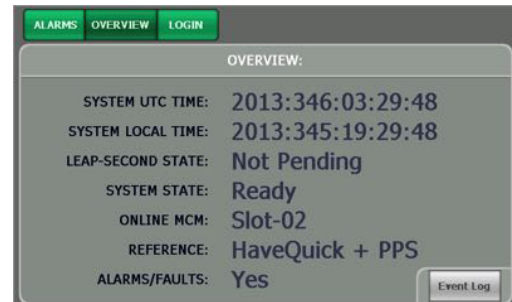 ALARMS OVERVIEW LOGIN
OVERVIEW:
SYSTEM UTC TIME: 2013:346:03:29:48
SYSTEM LOCAL TIME: 2013:345:19:29:48
LEAP-SECOND STATE: Not Pending
SYSTEM STATE: Ready
ONLINE MCM: Slot-02
REFERENCE: HaveQuick + PPS
ALARMS/FAULTS: Yes
Event Log